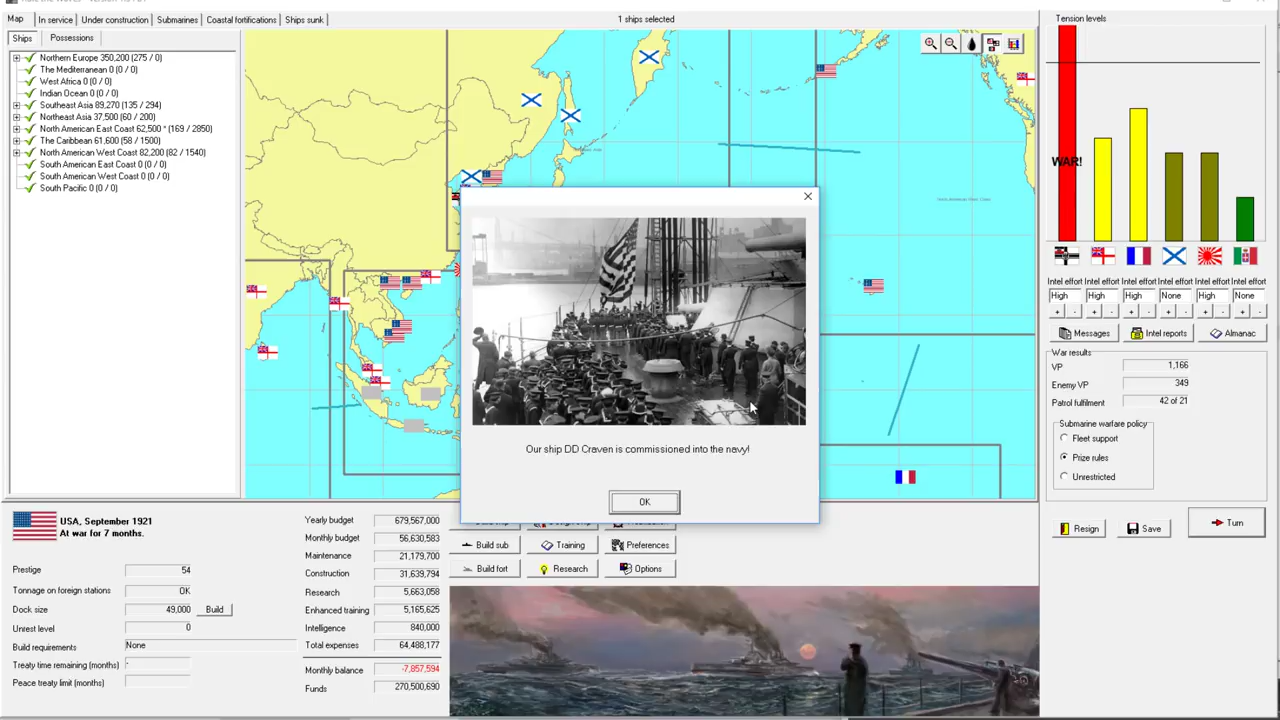 Map In service Under construction Submarines Coastal fortifications Ships sunk 1 ships selected
Ships Possessions
Northern Europe 350,200 (275 / 0)
The Mediterranean 0 (0 / 0)
West Africa 0 (0 / 0)
Indian Ocean 0 (0 / 0)
Southeast Asia 89,270 (135 / 294)
Northeast Asia 37,500 (60 / 200)
North American East Coast 62,500 * (169 / 2850)
The Caribbean 61,600 (58 / 1500)
North American West Coast 82,200 (82 / 1540)
South American East Coast 0 (0 / 0)
South American West Coast 0 (0 / 0)
South Pacific 0 (0 / 0)
North American West Coast
Our ship DD Craven is commissioned into the navy!
OK
Tension levels
WAR!
Intel effort Intel effort Intel effort Intel effort Intel effort Intel effort
High High High None High None
+ - + - + - + - + - + -
Messages Intel reports Almanac
War results
VP 1,166
Enemy VP 349
Patrol fulfilment 42 of 21
Submarine warfare policy
Fleet support
Prize rules
Unrestricted
Resign Save Turn
USA, September 1921
At war for 7 months.
Prestige 54
Tonnage on foreign stations OK
Dock size 49,000 Build
Unrest level 0
Build requirements None
Treaty time remaining (months) -
Peace treaty limit (months)
Yearly budget 679,567,000
Monthly budget 56,630,583
Maintenance 21,179,700
Construction 31,639,794
Research 5,663,058
Enhanced training 5,165,625
Intelligence 840,000
Total expenses 64,488,177
Monthly balance -7,857,594
Funds 270,500,690
Build sub Training Preferences
Build fort Research Options